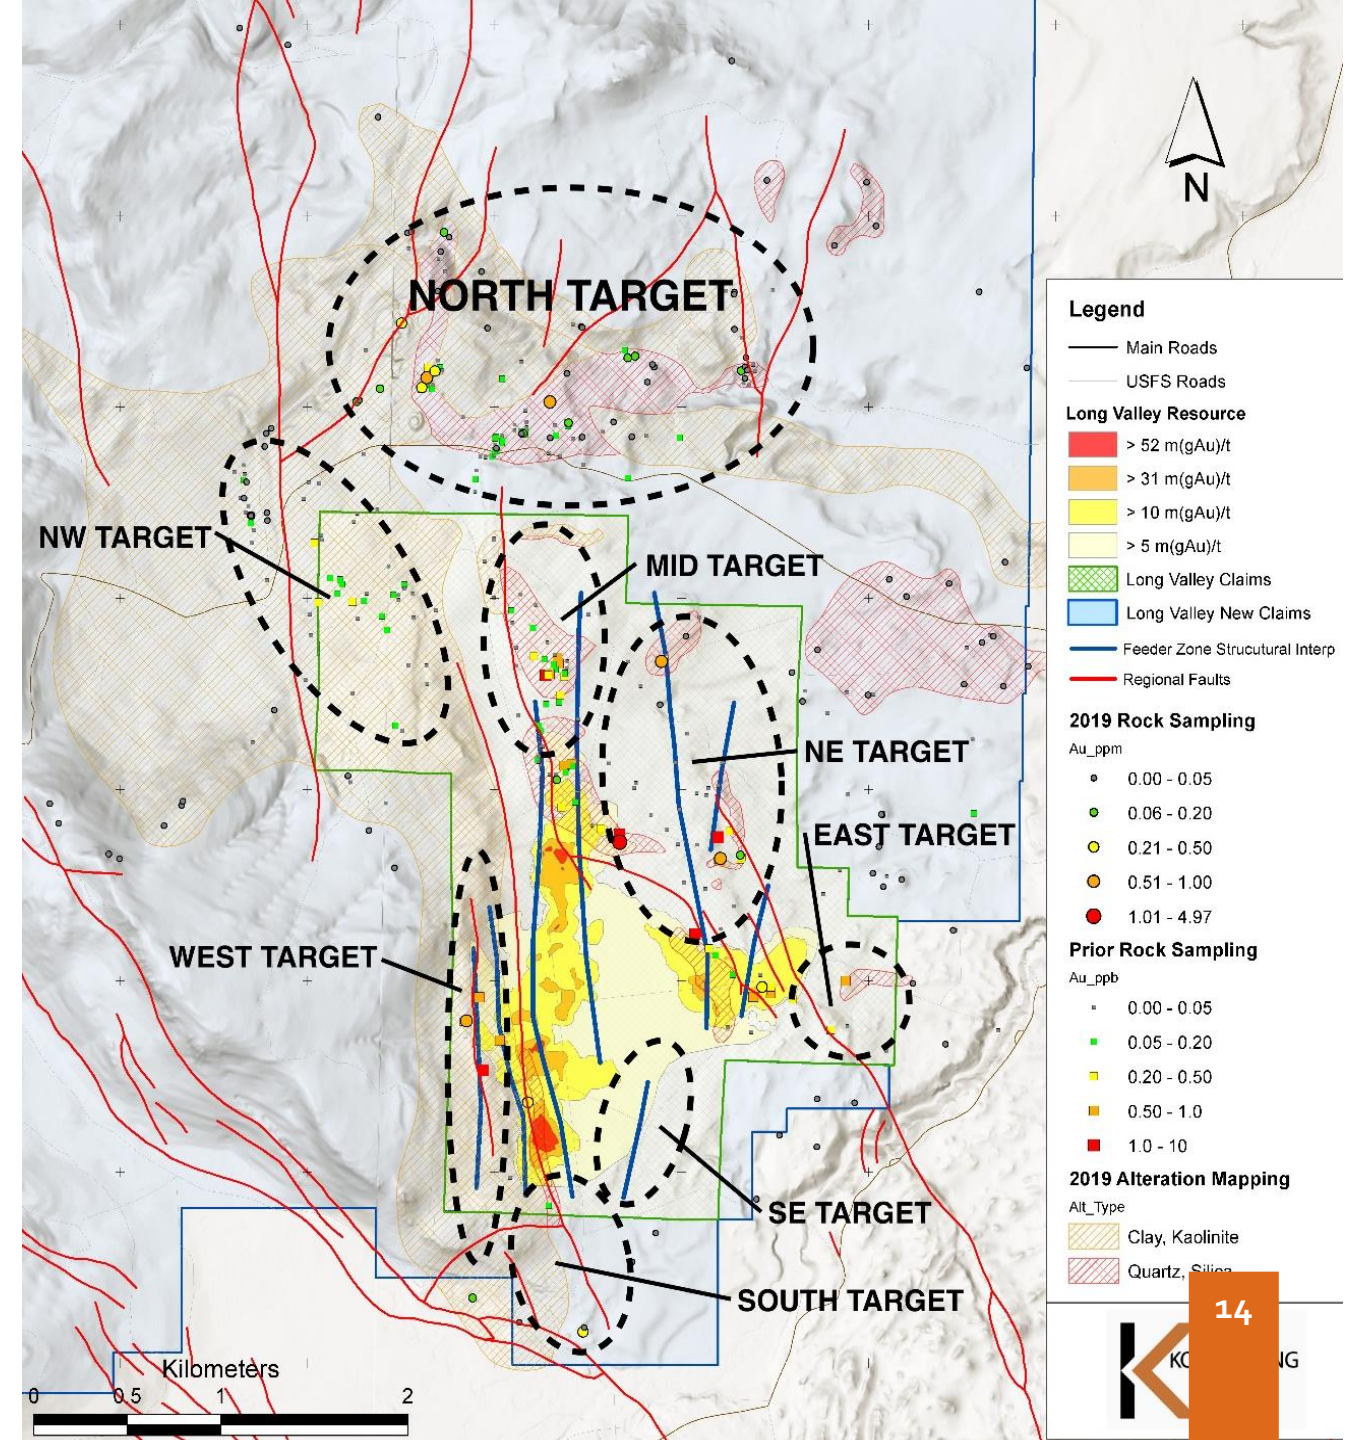 N
NORTH TARGET
NW TARGET
MID TARGET
NE TARGET
EAST TARGET
WEST TARGET
SE TARGET
SOUTH TARGET
Kilometers
0 0.5 1 2
Legend
Main Roads
USFS Roads
Long Valley Resource
> 52 m(gAu)/t
> 31 m(gAu)/t
> 10 m(gAu)/t
> 5 m(gAu)/t
Long Valley Claims
Long Valley New Claims
Feeder Zone Strucutural Interp
Regional Faults
2019 Rock Sampling
Au_ppm
0.00 - 0.05
0.06 - 0.20
0.21 - 0.50
0.51 - 1.00
1.01 - 4.97
Prior Rock Sampling
Au_ppb
0.00 - 0.05
0.05 - 0.20
0.20 - 0.50
0.50 - 1.0
1.0 - 10
2019 Alteration Mapping
Alt_Type
Clay, Kaolinite
Quartz, Silica
14